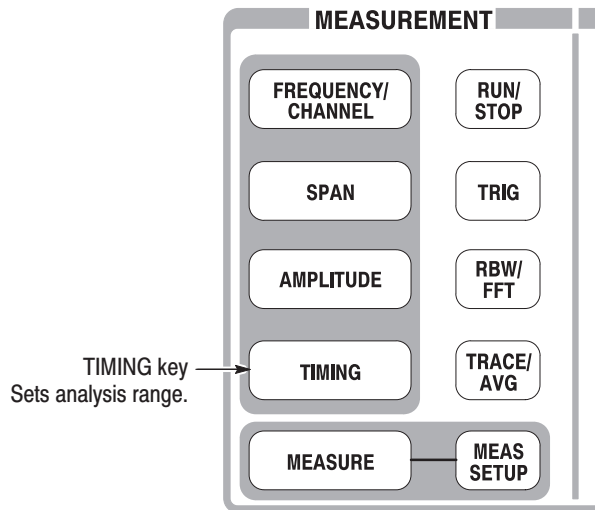 MEASUREMENT
FREQUENCY/
CHANNEL
RUN/
STOP
SPAN
TRIG
AMPLITUDE
RBW/
FFT
TIMING key
Sets analysis range.
TIMING
TRACE/
AVG
MEASURE
MEAS
SETUP